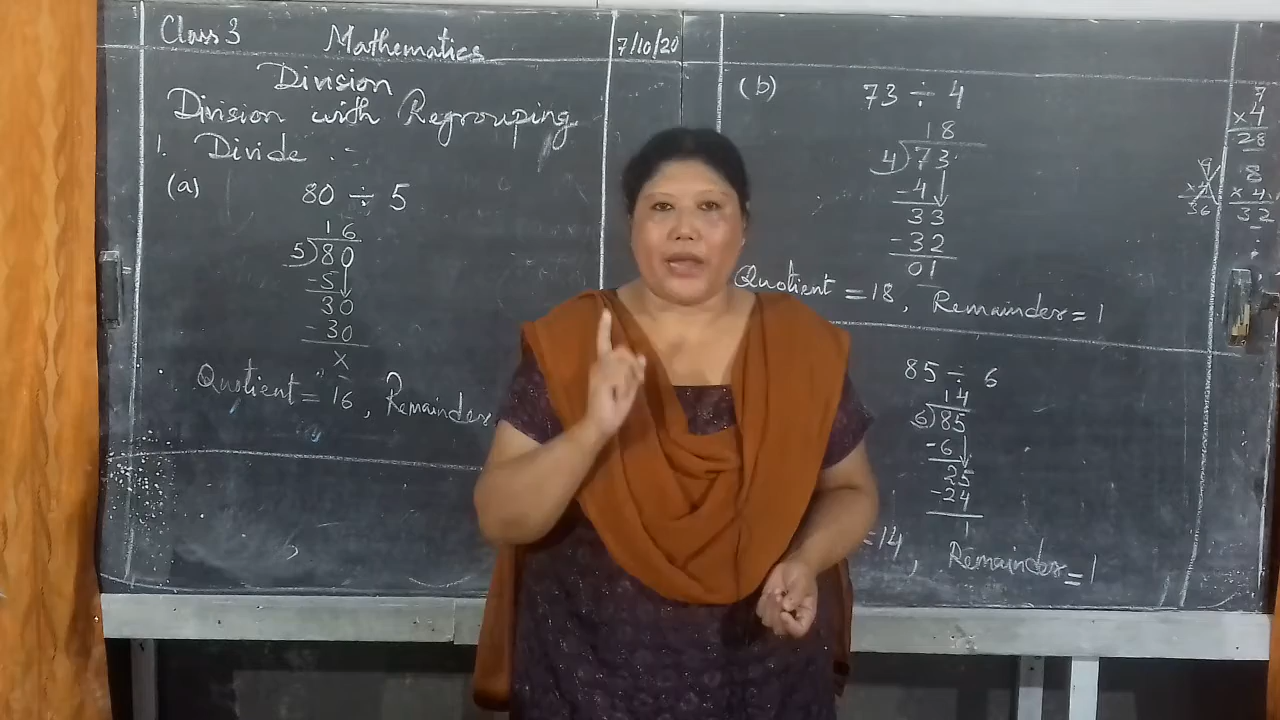 Class 3 Mathematics 7/10/20
Division
Division with Regrouping
1. Divide :-
(a) 80 ÷ 5
16
5)80
-5
30
-30
x
Quotient = 16, Remainder
(b) 73 ÷ 4
18
4)73
-4
33
-32
01
Quotient = 18, Remainder = 1
85 ÷ 6
14
6)85
-6
25
-24
1
=14, Remainder = 1
7
×4
28
8
×4
32
36